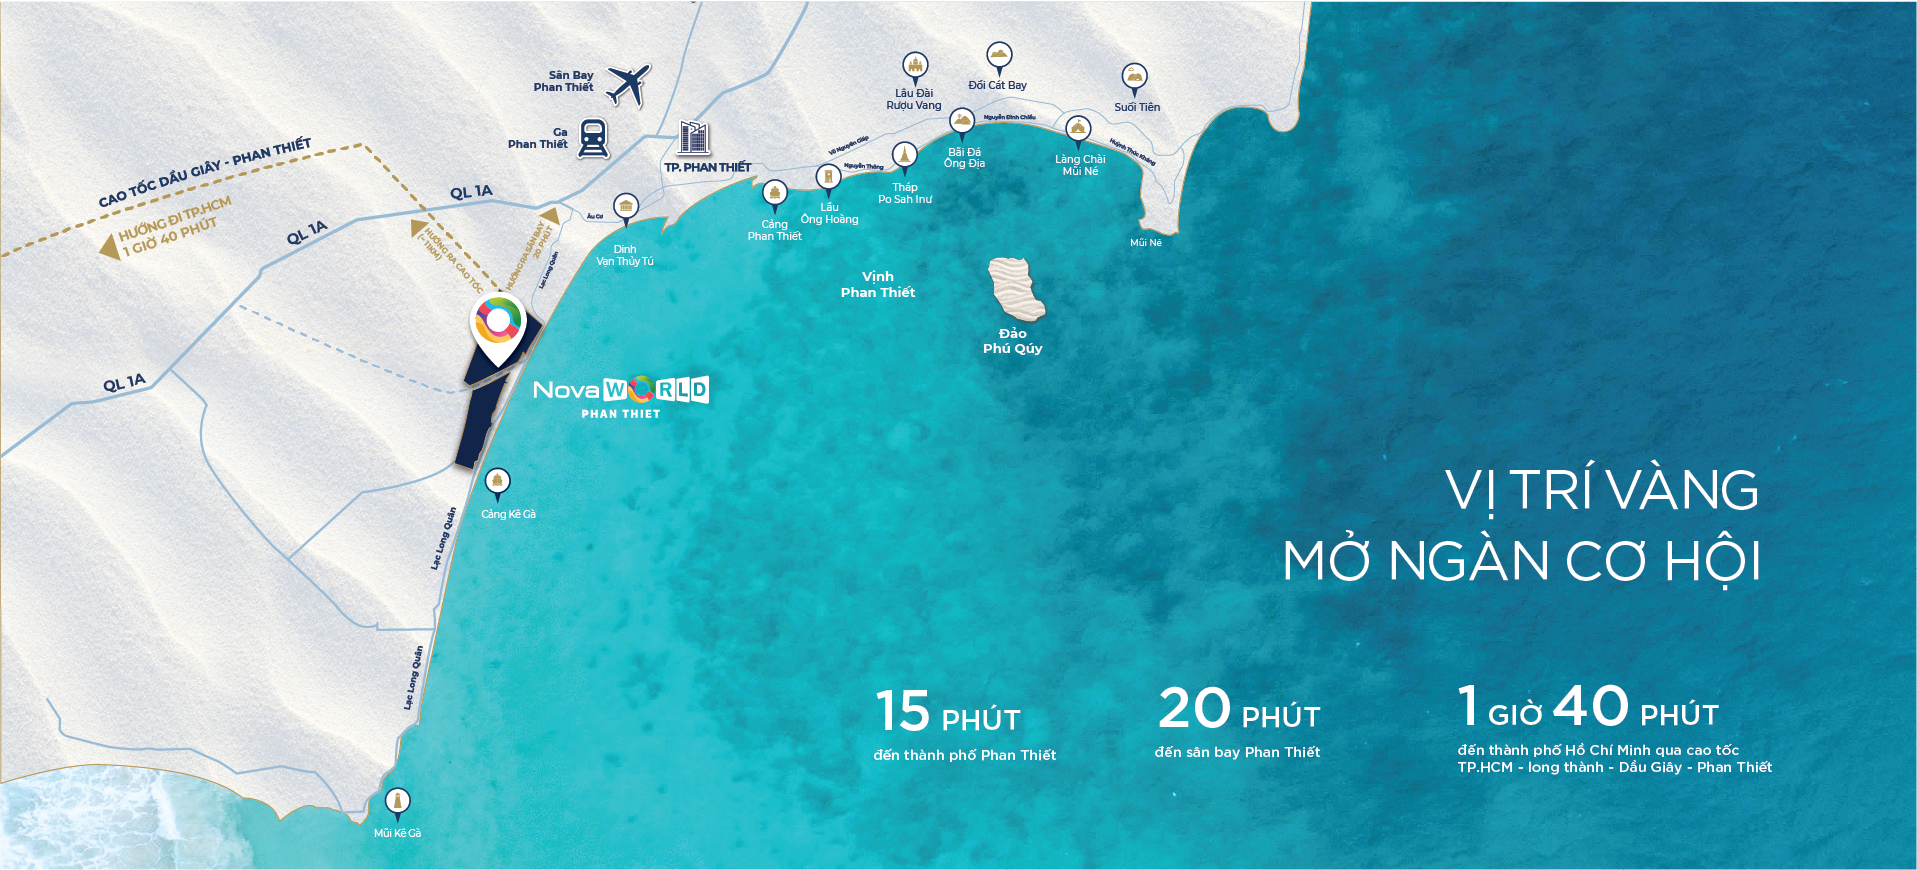 Sân Bay
Phan Thiết
Ga
Phan Thiết
TP. PHAN THIẾT
Lâu Đài
Rượu Vang
Đồi Cát Bay
Suối Tiên
CAO TỐC DẦU GIÂY - PHAN THIẾT
HƯỚNG ĐI TP.HCM
1 GIỜ 40 PHÚT
QL 1A
QL 1A
QL 1A
HƯỚNG RA CAO TỐC
(~11KM)
HƯỚNG RA SÂN BAY
20 PHÚT
Âu Cơ
Lạc Long Quân
Võ Nguyên Giáp
Nguyễn Thông
Nguyễn Đình Chiểu
Huỳnh Thúc Kháng
Dinh
Vạn Thủy Tú
Cảng
Phan Thiết
Lầu
Ông Hoàng
Tháp
Po Sah Inư
Bãi Đá
Ông Địa
Làng Chài
Mũi Né
Mũi Né
Vịnh
Phan Thiết
Đảo
Phú Qúy
NovaWORLD
PHAN THIET
Cảng Kê Gà
Lạc Long Quân
Lạc Long Quân
Mũi Kê Gà
VỊ TRÍ VÀNG
MỞ NGÀN CƠ HỘI
15 PHÚT
đến thành phố Phan Thiết
20 PHÚT
đến sân bay Phan Thiết
1 GIỜ 40 PHÚT
đến thành phố Hồ Chí Minh qua cao tốc
TP.HCM - long thành - Dầu Giây - Phan Thiết